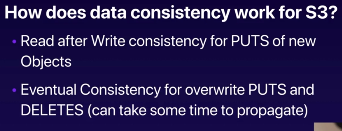 How does data consistency work for S3?
• Read after Write consistency for PUTS of new
Objects
• Eventual Consistency for overwrite PUTS and
DELETES (can take some time to propagate)